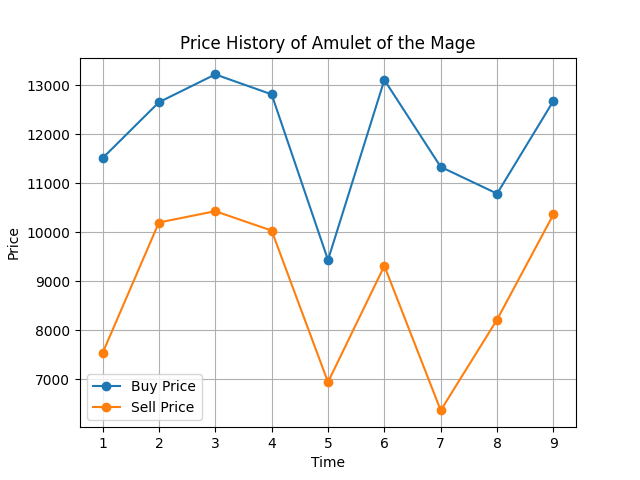 Price History of Amulet of the Mage
Price
13000
12000
11000
10000
9000
8000
7000
Buy Price
Sell Price
1 2 3 4 5 6 7 8 9
Time